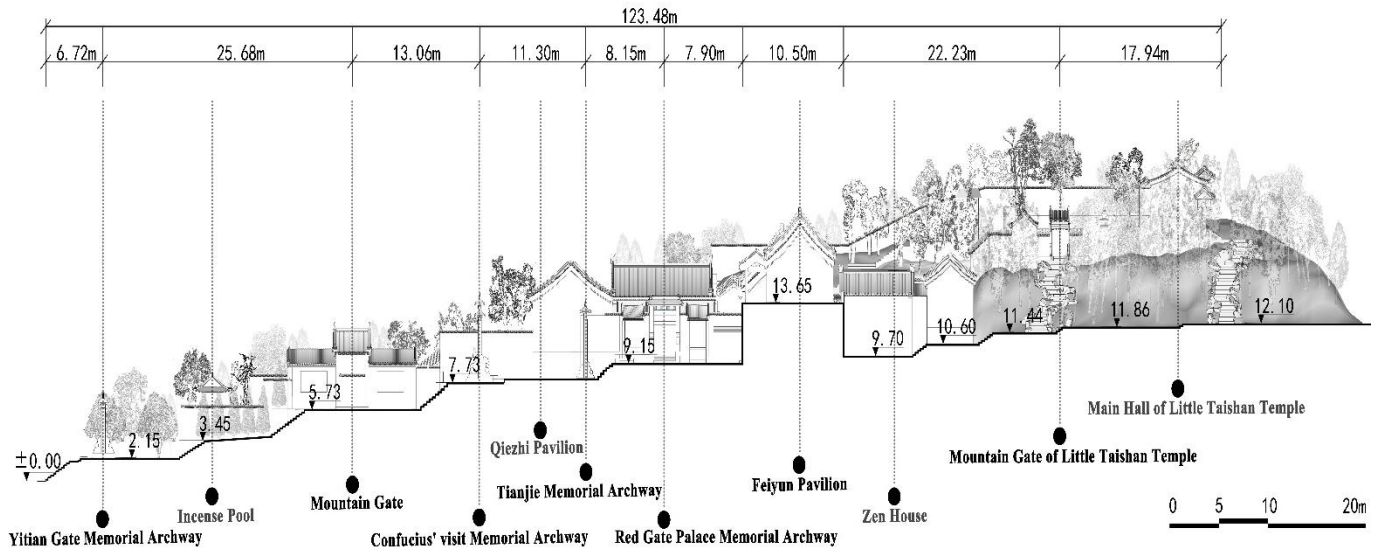 123.48m
6.72m 25.68m 13.06m 11.30m 8.15m 7.90m 10.50m 22.23m 17.94m
13.65
12.10
11.86
11.44
10.60
9.70
9.15
7.73
5.73
3.45
2.15
±0.00
Main Hall of Little Taishan Temple
Qiezhi Pavilion
Mountain Gate of Little Taishan Temple
Tianjie Memorial Archway
Feiyun Pavilion
Mountain Gate
Incense Pool
Zen House
Yitian Gate Memorial Archway
Confucius' visit Memorial Archway
Red Gate Palace Memorial Archway
0 5 10 20m